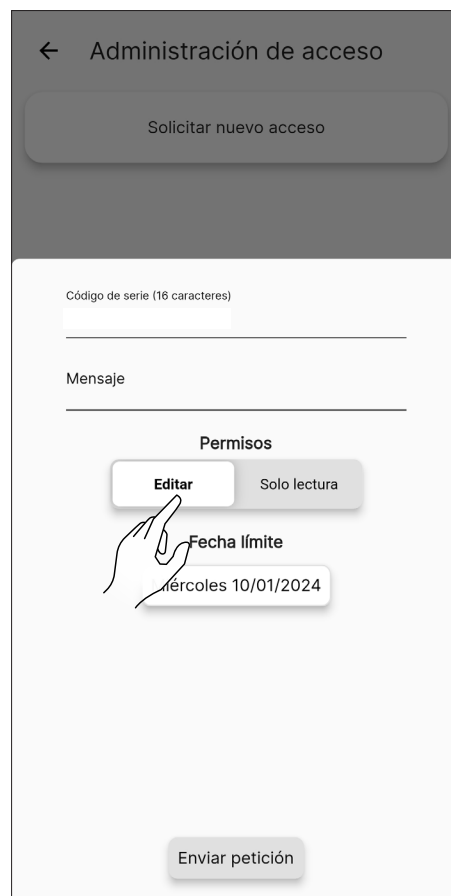 Administración de acceso
Solicitar nuevo acceso
Código de serie (16 caracteres)
Mensaje
Permisos
Editar
Solo lectura
Fecha límite
10/01/2024
Enviar petición